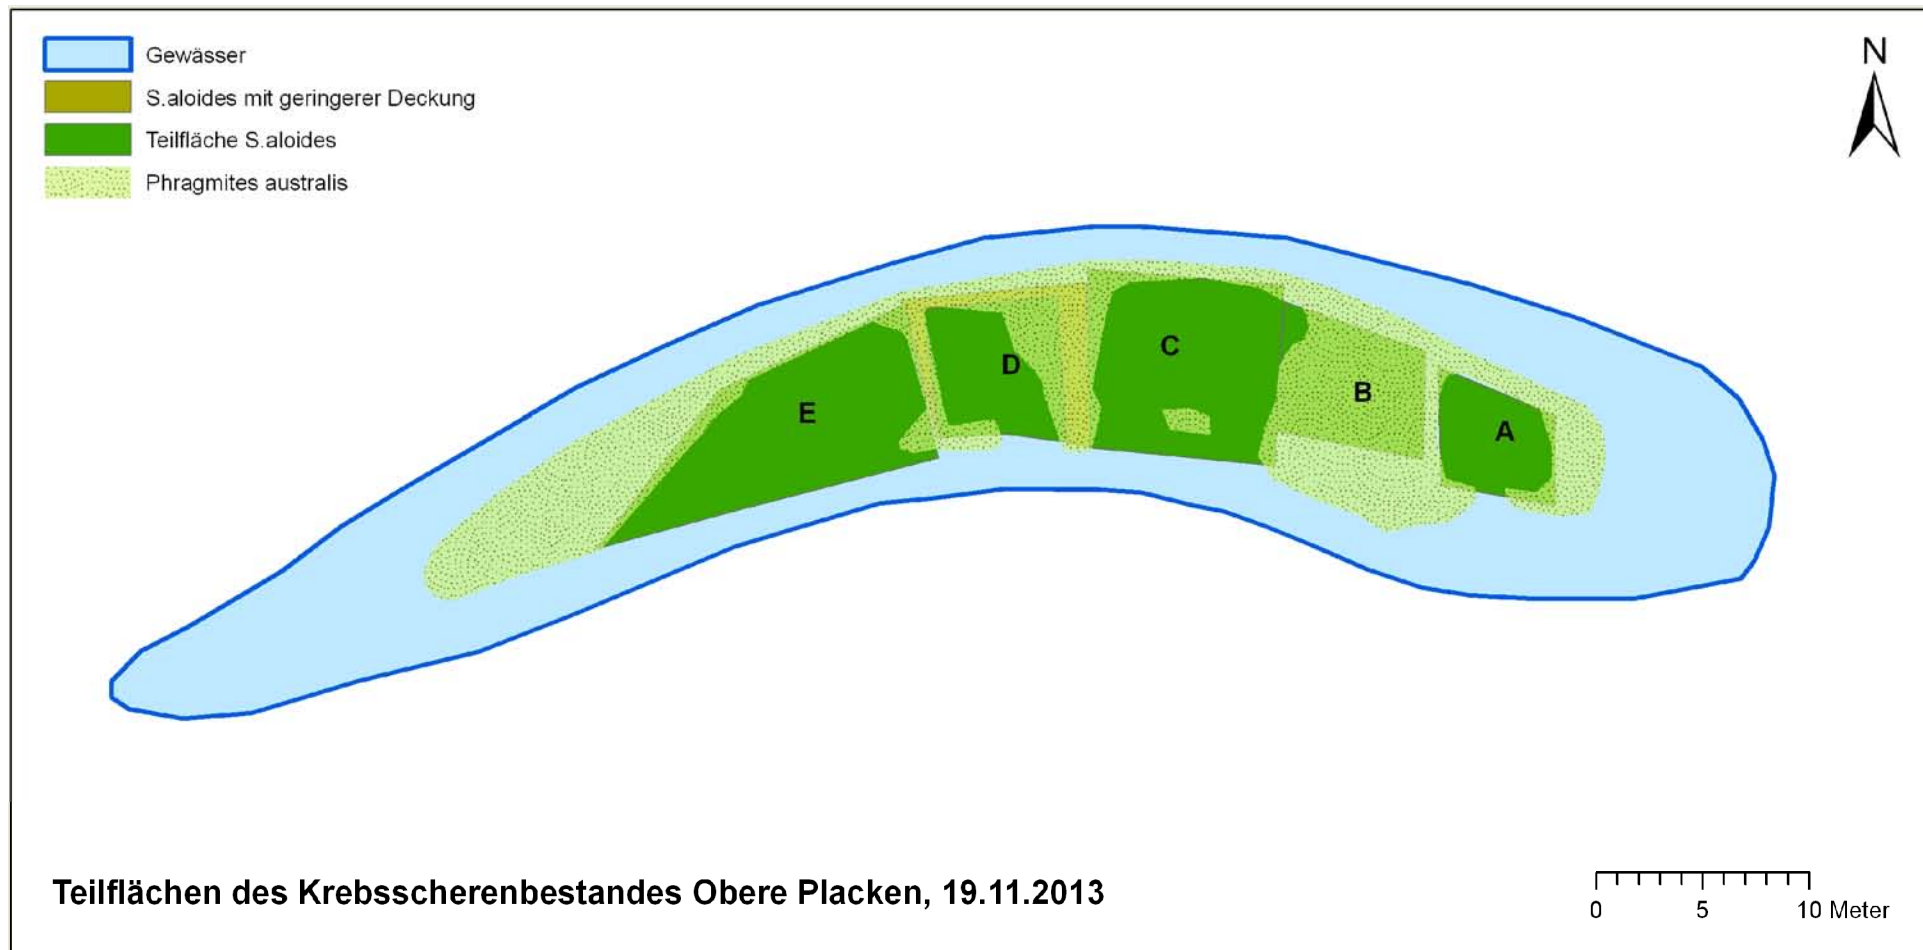 Gewässer
S.aloides mit geringerer Deckung
Teilfläche S.aloides
Phragmites australis
N
C
D
B
E
A
Teilflächen des Krebsscherenbestandes Obere Placken, 19.11.2013
0 5 10 Meter